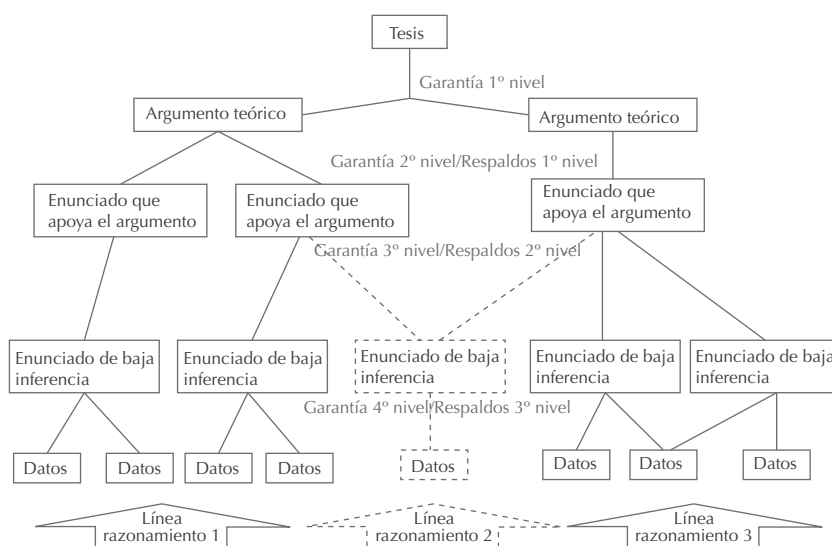 Tesis
Garantía 1º nivel
Argumento teórico
Argumento teórico
Garantía 2º nivel/Respaldos 1º nivel
Enunciado que
apoya el argumento
Enunciado que
apoya el argumento
Enunciado que
apoya el argumento
Garantía 3º nivel/Respaldos 2º nivel
Enunciado de baja
inferencia
Enunciado de baja
inferencia
Enunciado de baja
inferencia
Enunciado de baja
inferencia
Enunciado de baja
inferencia
Garantía 4º nivel/Respaldos 3º nivel
Datos
Datos
Datos
Datos
Datos
Datos
Datos
Datos
Línea
razonamiento 1
Línea
razonamiento 2
Línea
razonamiento 3